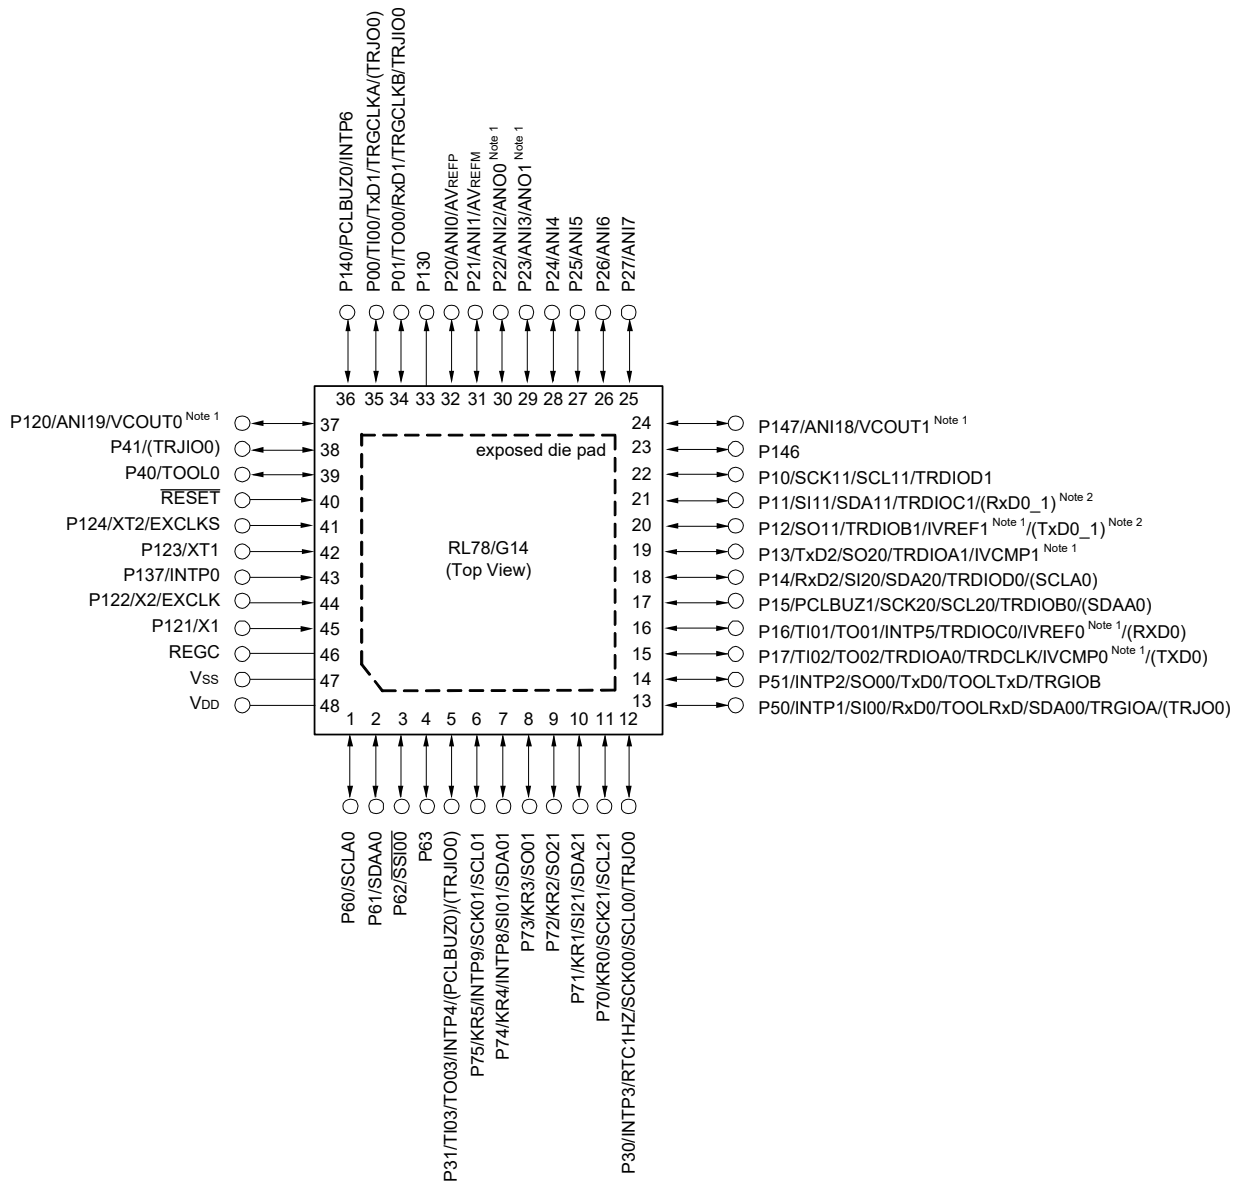 P140/PCLBUZ0/INTP6
P00/TI00/TxD1/TRGCLKA/(TRJO0)
P01/TO00/RxD1/TRGCLKB/TRJIO0
P130
P20/ANI0/AVREFP
P21/ANI1/AVREFM
P22/ANI2/ANO0 Note 1
P23/ANI3/ANO1 Note 1
P24/ANI4
P25/ANI5
P26/ANI6
P27/ANI7
36 35 34 33 32 31 30 29 28 27 26 25
P120/ANI19/VCOUT0 Note 1 37
P41/(TRJIO0) 38
P40/TOOL0 39
RESET 40
P124/XT2/EXCLKS 41
P123/XT1 42
P137/INTP0 43
P122/X2/EXCLK 44
P121/X1 45
REGC 46
VSS 47
VDD 48
exposed die pad
RL78/G14
(Top View)
24 P147/ANI18/VCOUT1 Note 1
23 P146
22 P10/SCK11/SCL11/TRDIOD1
21 P11/SI11/SDA11/TRDIOC1/(RxD0_1) Note 2
20 P12/SO11/TRDIOB1/IVREF1 Note 1/(TxD0_1) Note 2
19 P13/TxD2/SO20/TRDIOA1/IVCMP1 Note 1
18 P14/RxD2/SI20/SDA20/TRDIOD0/(SCLA0)
17 P15/PCLBUZ1/SCK20/SCL20/TRDIOB0/(SDAA0)
16 P16/TI01/TO01/INTP5/TRDIOC0/IVREF0 Note 1/(RXD0)
15 P17/TI02/TO02/TRDIOA0/TRDCLK/IVCMP0 Note 1/(TXD0)
14 P51/INTP2/SO00/TxD0/TOOLTxD/TRGIOB
13 P50/INTP1/SI00/RxD0/TOOLRxD/SDA00/TRGIOA/(TRJO0)
1 2 3 4 5 6 7 8 9 10 11 12
P60/SCLA0
P61/SDAA0
P62/SSI00
P63
P31/TI03/TO03/INTP4/(PCLBUZ0)/(TRJIO0)
P75/KR5/INTP9/SCK01/SCL01
P74/KR4/INTP8/SI01/SDA01
P73/KR3/SO01
P72/KR2/SO21
P71/KR1/SI21/SDA21
P70/KR0/SCK21/SCL21
P30/INTP3/RTC1HZ/SCK00/SCL00/TRJO0